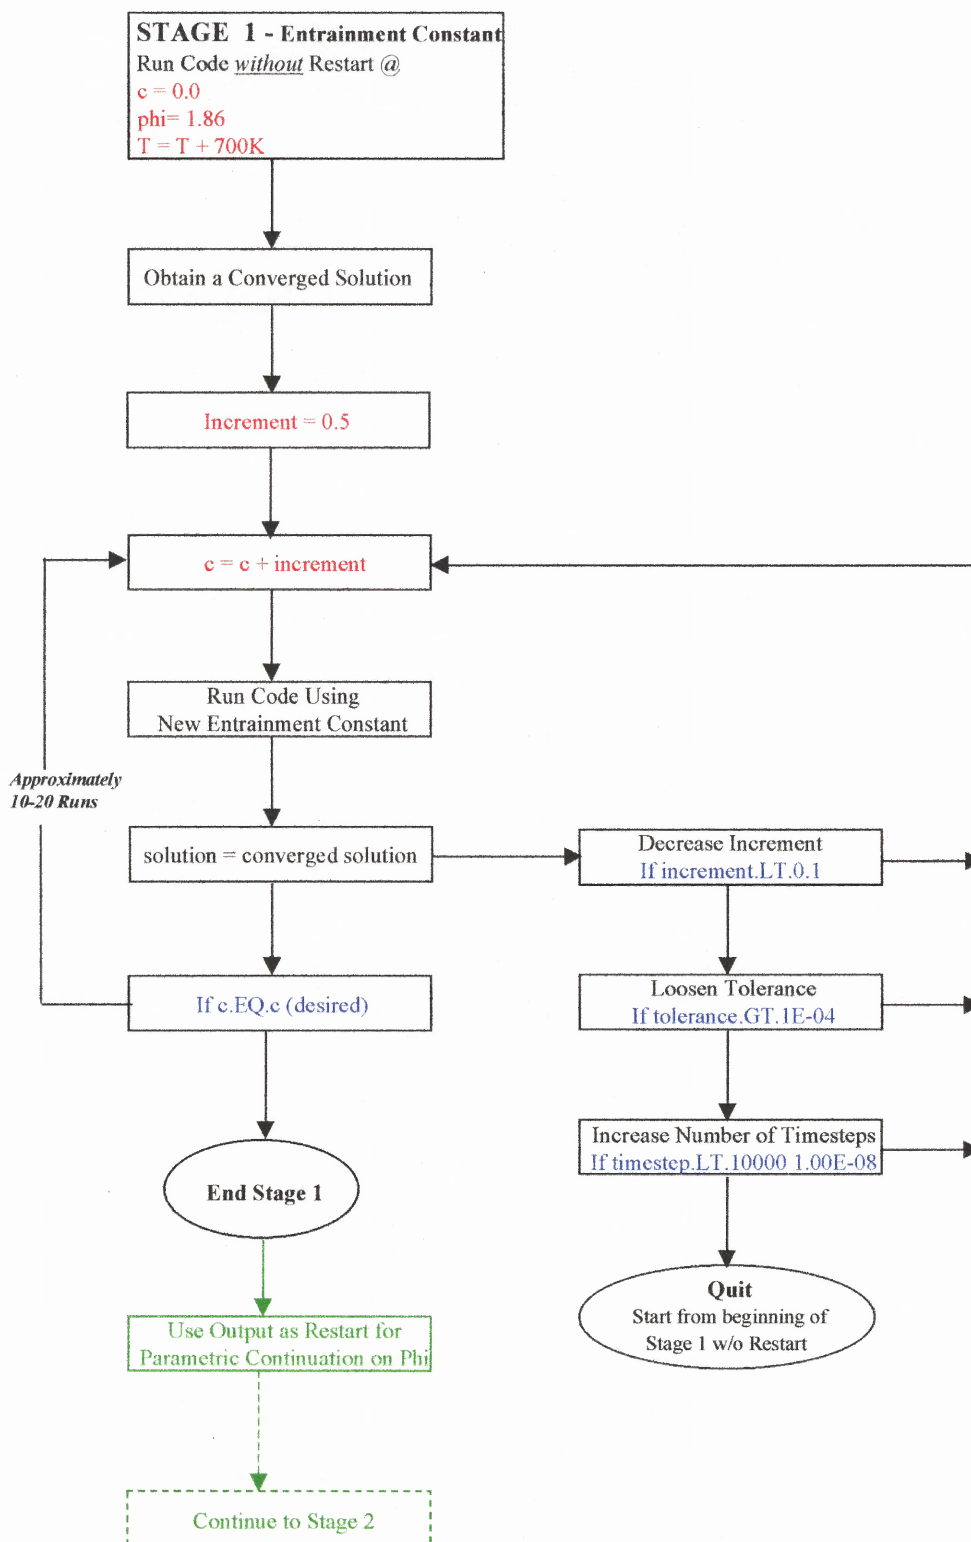 STAGE 1 - Entrainment Constant
Run Code without Restart @
c = 0.0
phi= 1.86
T = T + 700K
Obtain a Converged Solution
Increment = 0.5
c = c + increment
Run Code Using
New Entrainment Constant
Approximately
10-20 Runs
solution = converged solution
Decrease Increment
If increment.LT.0.1
If c.EQ.c (desired)
Loosen Tolerance
If tolerance.GT.1E-04
Increase Number of Timesteps
If timestep.LT.10000 1.00E-08
End Stage 1
Quit
Start from beginning of
Stage 1 w/o Restart
Use Output as Restart for
Parametric Continuation on Phi
Continue to Stage 2